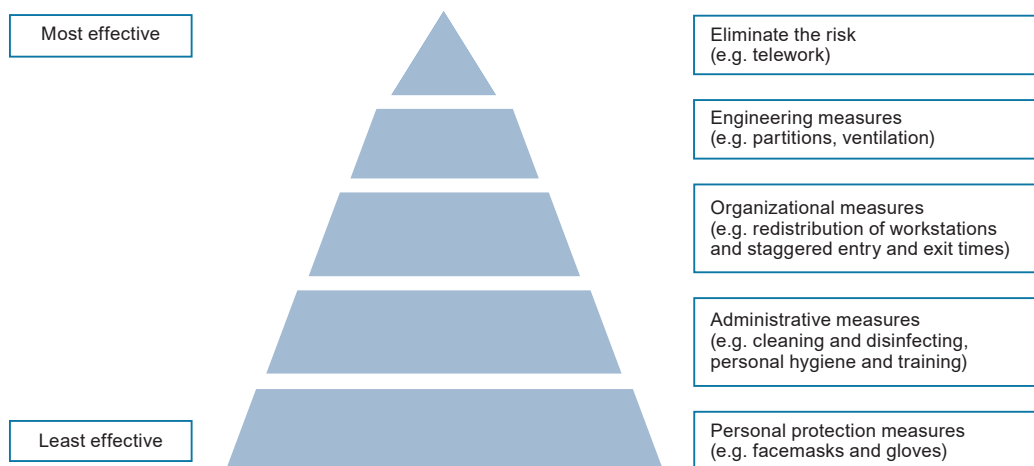 Most effective
Eliminate the risk
(e.g. telework)
Engineering measures
(e.g. partitions, ventilation)
Organizational measures
(e.g. redistribution of workstations
and staggered entry and exit times)
Administrative measures
(e.g. cleaning and disinfecting,
personal hygiene and training)
Least effective
Personal protection measures
(e.g. facemasks and gloves)